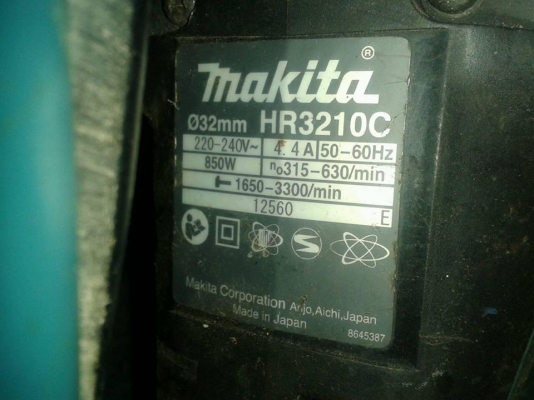 makita®
Ø32mm HR3210C
220-240V~ 4.4A 50-60Hz
850W n₀315-630/min
1650-3300/min
12560 E
Makita Corporation Anjo, Aichi, Japan
Made in Japan 8645387